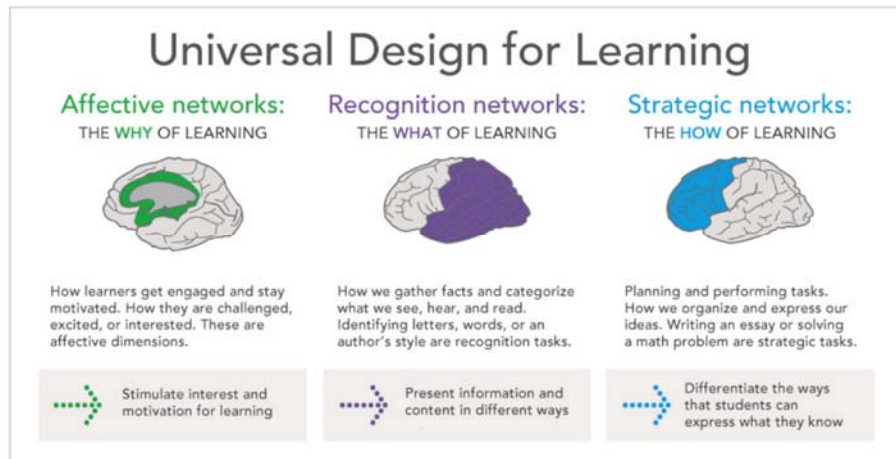 Universal Design for Learning
Affective networks:
THE WHY OF LEARNING
How learners get engaged and stay
motivated. How they are challenged,
excited, or interested. These are
affective dimensions.
Stimulate interest and
motivation for learning
Recognition networks:
THE WHAT OF LEARNING
How we gather facts and categorize
what we see, hear, and read.
Identifying letters, words, or an
author's style are recognition tasks.
Present information and
content in different ways
Strategic networks:
THE HOW OF LEARNING
Planning and performing tasks.
How we organize and express our
ideas. Writing an essay or solving
a math problem are strategic tasks.
Differentiate the ways
that students can
express what they know